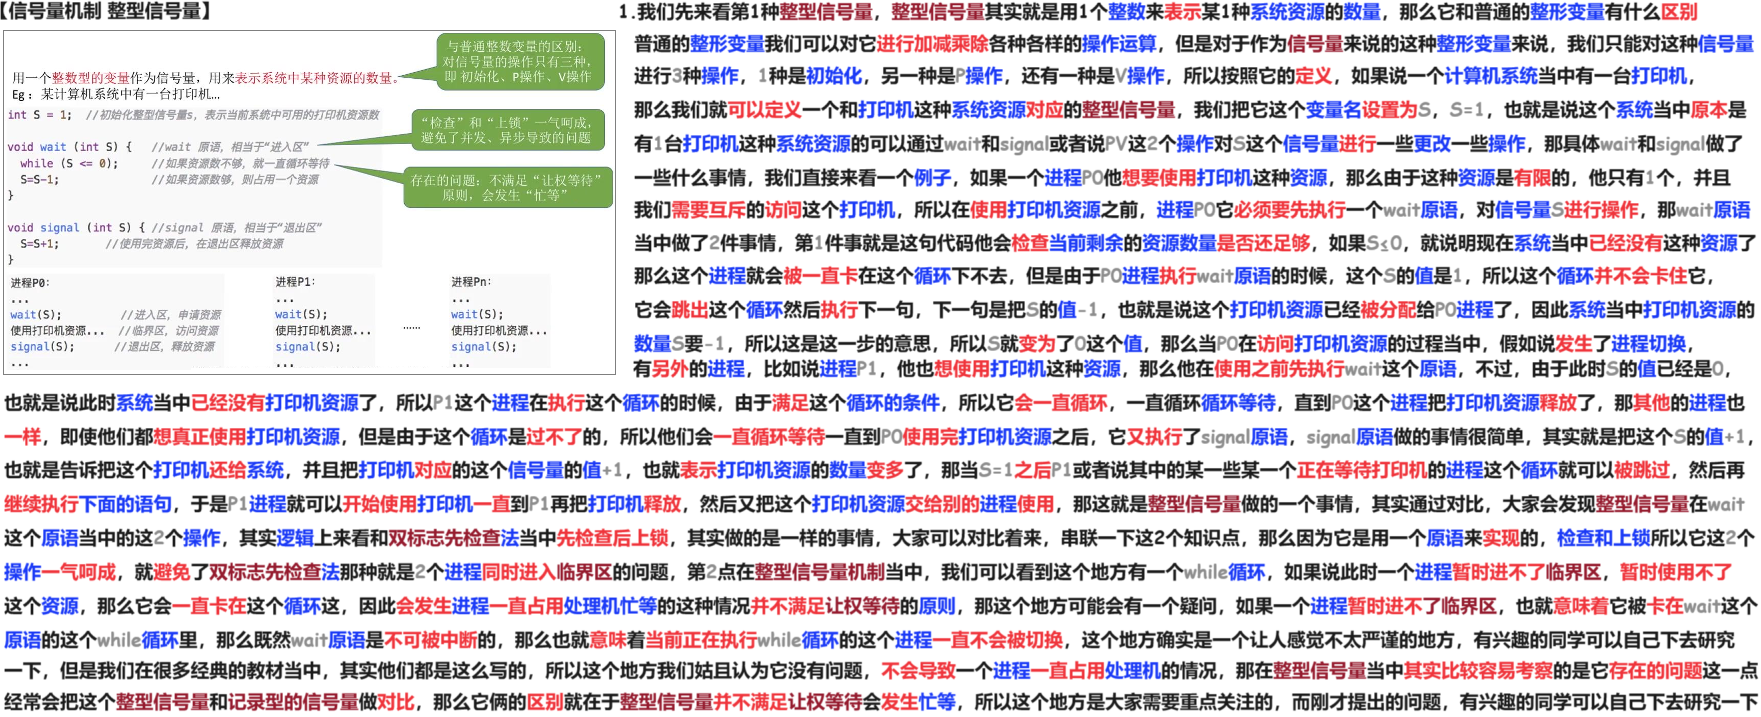 【信号量机制 整型信号量】
与普通整数变量的区别：
对信号量的操作只有三种，
即 初始化、P操作、V操作
用一个整数型的变量作为信号量，用来表示系统中某种资源的数量。
Eg：某计算机系统中有一台打印机...
int S = 1;  //初始化整型信号量s，表示当前系统中可用的打印机资源数
“检查”和“上锁”一气呵成，
避免了并发、异步导致的问题
void wait (int S) {   //wait 原语，相当于“进入区”
while (S <= 0);     //如果资源数不够，就一直循环等待
S=S-1;              //如果资源数够，则占用一个资源
}
存在的问题：不满足“让权等待”
原则，会发生“忙等”
void signal (int S) { //signal 原语，相当于“退出区”
S=S+1;       //使用完资源后，在退出区释放资源
}
进程P0：
...
wait(S);         //进入区，申请资源
使用打印机资源...  //临界区，访问资源
signal(S);      //退出区，释放资源
...
进程P1：
...
wait(S);
使用打印机资源...
signal(S);
...
......
进程Pn：
...
wait(S);
使用打印机资源...
signal(S);
...
1.我们先来看第1种整型信号量，整型信号量其实就是用1个整数来表示某1种系统资源的数量，那么它和普通的整形变量有什么区别
普通的整形变量我们可以对它进行加减乘除各种各样的操作运算，但是对于作为信号量来说的这种整形变量来说，我们只能对这种信号量
进行3种操作，1种是初始化，另一种是P操作，还有一种是V操作，所以按照它的定义，如果说一个计算机系统当中有一台打印机，
那么我们就可以定义一个和打印机这种系统资源对应的整型信号量，我们把它这个变量名设置为S，S=1，也就是说这个系统当中原本是
有1台打印机这种系统资源的可以通过wait和signal或者说PV这2个操作对S这个信号量进行一些更改一些操作，那具体wait和signal做了
一些什么事情，我们直接来看一个例子，如果一个进程P0他想要使用打印机这种资源，那么由于这种资源是有限的，他只有1个，并且
我们需要互斥的访问这个打印机，所以在使用打印机资源之前，进程P0它必须要先执行一个wait原语，对信号量S进行操作，那wait原语
当中做了2件事情，第1件事就是这句代码他会检查当前剩余的资源数量是否还足够，如果S≤0，就说明现在系统当中已经没有这种资源了
那么这个进程就会被一直卡在这个循环下不去，但是由于P0进程执行wait原语的时候，这个S的值是1，所以这个循环并不会卡住它，
它会跳出这个循环然后执行下一句，下一句是把S的值-1，也就是说这个打印机资源已经被分配给P0进程了，因此系统当中打印机资源的
数量S要-1，所以这是这一步的意思，所以S就变为了0这个值，那么当P0在访问打印机资源的过程当中，假如说发生了进程切换，
有另外的进程，比如说进程P1，他也想使用打印机这种资源，那么他在使用之前先执行wait这个原语，不过，由于此时S的值已经是0，
也就是说此时系统当中已经没有打印机资源了，所以P1这个进程在执行这个循环的时候，由于满足这个循环的条件，所以它会一直循环，一直循环循环等待，直到P0这个进程把打印机资源释放了，那其他的进程也
一样，即使他们都想真正使用打印机资源，但是由于这个循环是过不了的，所以他们会一直循环等待一直到P0使用完打印机资源之后，它又执行了signal原语，signal原语做的事情很简单，其实就是把这个S的值+1，
也就是告诉把这个打印机还给系统，并且把打印机对应的这个信号量的值+1，也就表示打印机资源的数量变多了，那当S=1之后P1或者说其中的某一些某一个正在等待打印机的进程这个循环就可以被跳过，然后再
继续执行下面的语句，于是P1进程就可以开始使用打印机一直到P1再把打印机释放，然后又把这个打印机资源交给别的进程使用，那这就是整型信号量做的一个事情，其实通过对比，大家会发现整型信号量在wait
这个原语当中的这2个操作，其实逻辑上来看和双标志先检查法当中先检查后上锁，其实做的是一样的事情，大家可以对比着来，串联一下这2个知识点，那么因为它是用一个原语来实现的，检查和上锁所以它这2个
操作一气呵成，就避免了双标志先检查法那种就是2个进程同时进入临界区的问题，第2点在整型信号量机制当中，我们可以看到这个地方有一个while循环，如果说此时一个进程暂时进不了临界区，暂时使用不了
这个资源，那么它会一直卡在这个循环这，因此会发生进程一直占用处理机忙等的这种情况并不满足让权等待的原则，那这个地方可能会有一个疑问，如果一个进程暂时进不了临界区，也就意味着它被卡在wait这个
原语的这个while循环里，那么既然wait原语是不可被中断的，那么也就意味着当前正在执行while循环的这个进程一直不会被切换，这个地方确实是一个让人感觉不太严谨的地方，有兴趣的同学可以自己下去研究
一下，但是我们在很多经典的教材当中，其实他们都是这么写的，所以这个地方我们姑且认为它没有问题，不会导致一个进程一直占用处理机的情况，那在整型信号量当中其实比较容易考察的是它存在的问题这一点
经常会把这个整型信号量和记录型的信号量做对比，那么它俩的区别就在于整型信号量并不满足让权等待会发生忙等，所以这个地方是大家需要重点关注的，而刚才提出的问题，有兴趣的同学可以自己下去研究一下